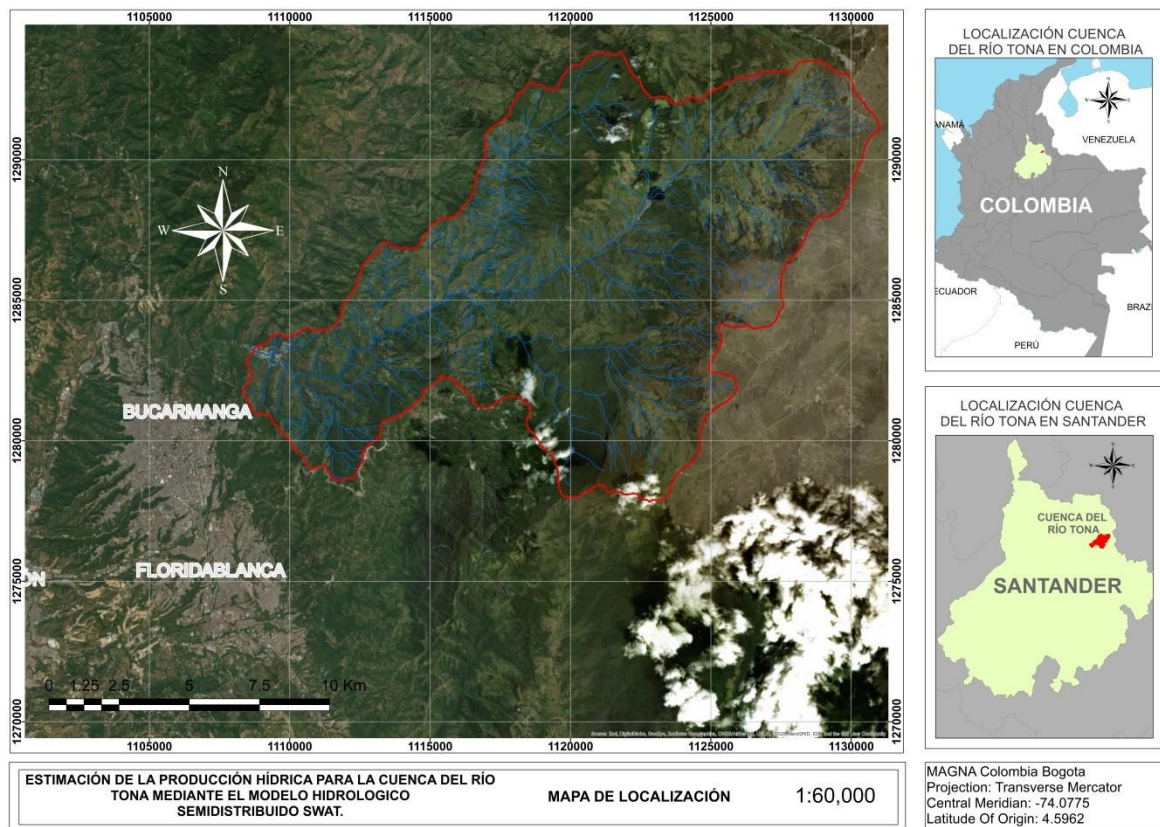 1105000
1110000
1115000
1120000
1125000
1130000
1290000
1285000
1280000
1275000
1270000
1290000
1285000
1280000
1275000
1270000
N
W
E
S
BUCARMANGA
FLORIDABLANCA
ON
0 1.25 2.5 5 7.5 10 Km
1105000
1110000
1115000
1120000
1125000
1130000
LOCALIZACIÓN CUENCA
DEL RÍO TONA EN COLOMBIA
N
W
E
S
ANAMÁ
VENEZUELA
COLOMBIA
ECUADOR
BRAZI
PERÚ
LOCALIZACIÓN CUENCA
DEL RÍO TONA EN SANTANDER
N
W
E
S
CUENCA DEL
RÍO TONA
SANTANDER
ESTIMACIÓN DE LA PRODUCCIÓN HÍDRICA PARA LA CUENCA DEL RÍO
TONA MEDIANTE EL MODELO HIDROLOGICO
SEMIDISTRIBUIDO SWAT.
MAPA DE LOCALIZACIÓN
1:60,000
MAGNA Colombia Bogota
Projection: Transverse Mercator
Central Meridian: -74.0775
Latitude Of Origin: 4.5962